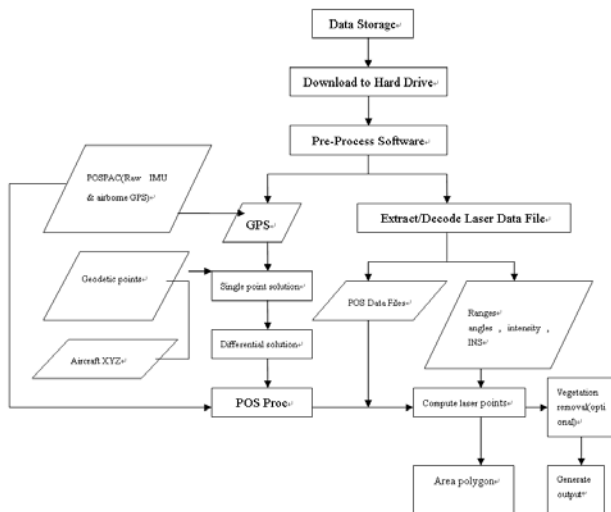 Data Storage
Download to Hard Drive
Pre-Process Software
POSPAC(Raw IMU
& airborne GPS)
GPS
Extract/Decode Laser Data File
Geodetic points
Single point solution
POS Data Files
Ranges
angles , intensity ,
INS
Differential solution
Aircraft XYZ
POS Proc
Compute laser points
Vegetation
removal(opti
onal)
Area polygon
Generate
output